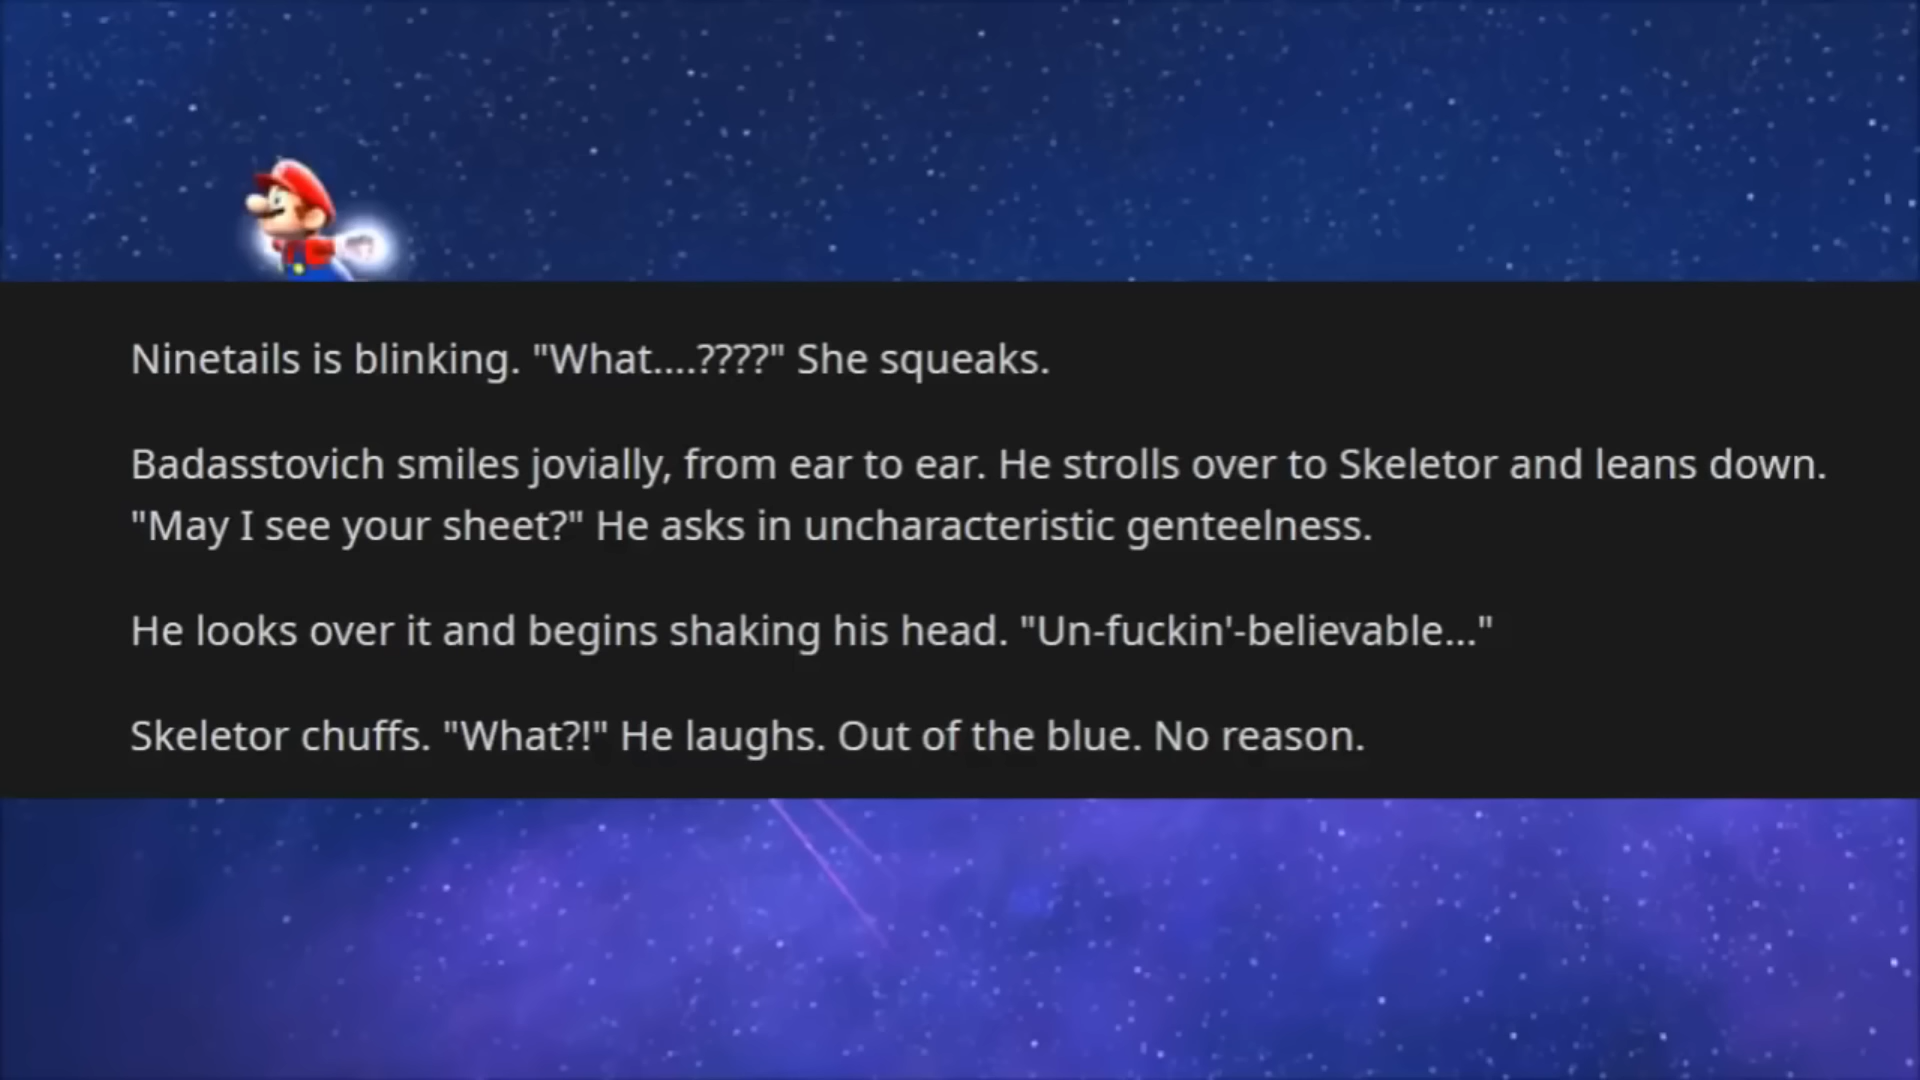 Ninetails is blinking. "What....????" She squeaks.
Badasstovich smiles jovially, from ear to ear. He strolls over to Skeletor and leans down.
"May I see your sheet?" He asks in uncharacteristic genteelness.
He looks over it and begins shaking his head. "Un-fuckin'-believable..."
Skeletor chuffs. "What?!" He laughs. Out of the blue. No reason.